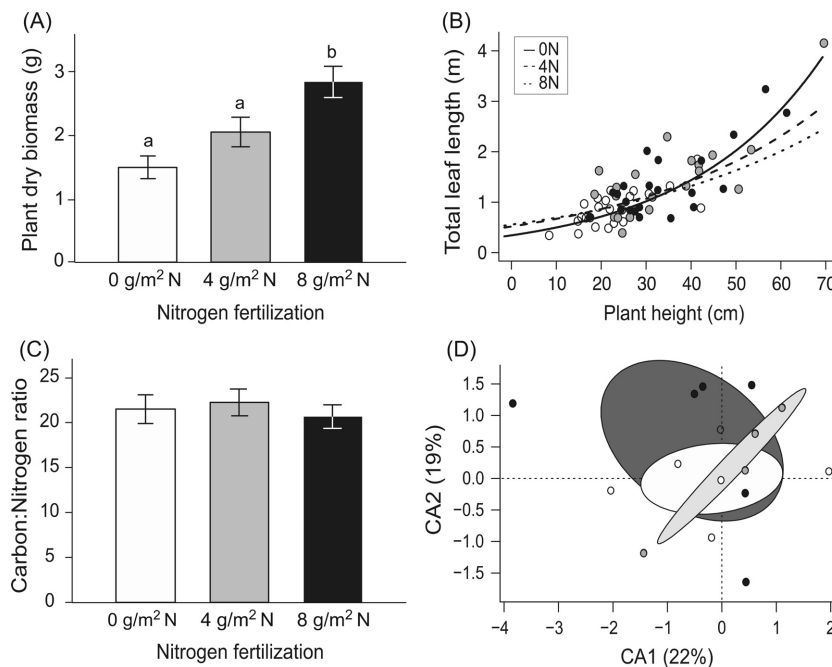 (A)
Plant dry biomass (g)
3
2
1
0
a
a
b
0 g/m² N 4 g/m² N 8 g/m² N
Nitrogen fertilization
(B)
Total leaf length (m)
4
3
2
1
0
0N
4N
8N
0 10 20 30 40 50 60 70
Plant height (cm)
(C)
Carbon:Nitrogen ratio
25
20
15
10
5
0
0 g/m² N 4 g/m² N 8 g/m² N
Nitrogen fertilization
(D)
CA2 (19%)
1.5
1.0
0.5
0.0
−0.5
−1.0
−1.5
−4 −3 −2 −1 0 1 2
CA1 (22%)